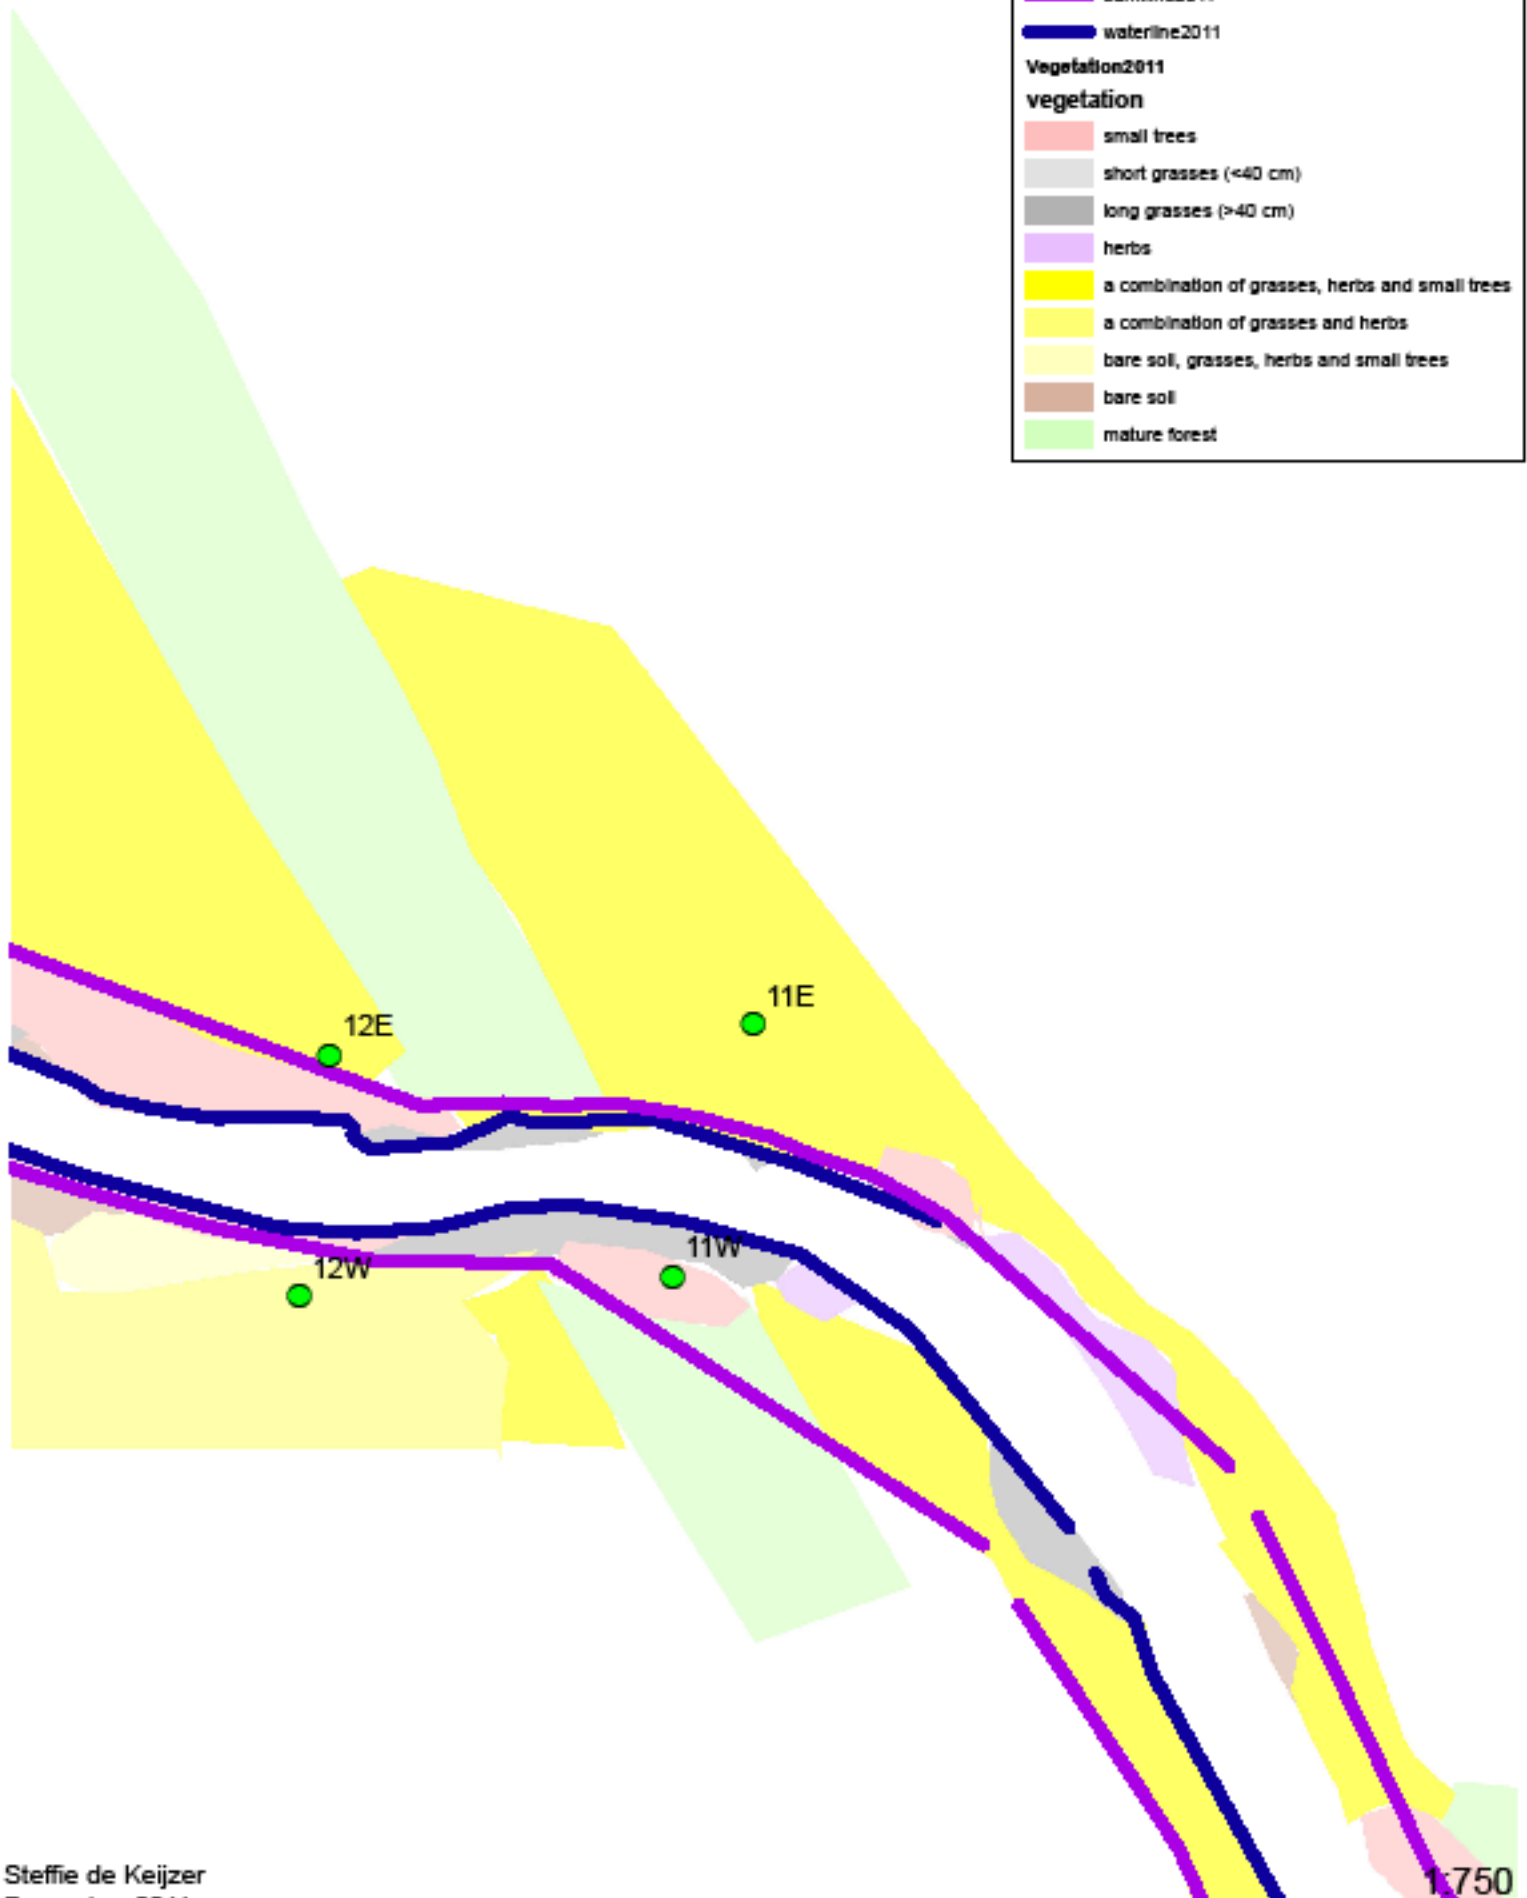 waterline2011
Vegetation2011
vegetation
small trees
short grasses (<40 cm)
long grasses (>40 cm)
herbs
a combination of grasses, herbs and small trees
a combination of grasses and herbs
bare soil, grasses, herbs and small trees
bare soil
mature forest
11E
12E
11W
12W
Steffie de Keijzer
1:750